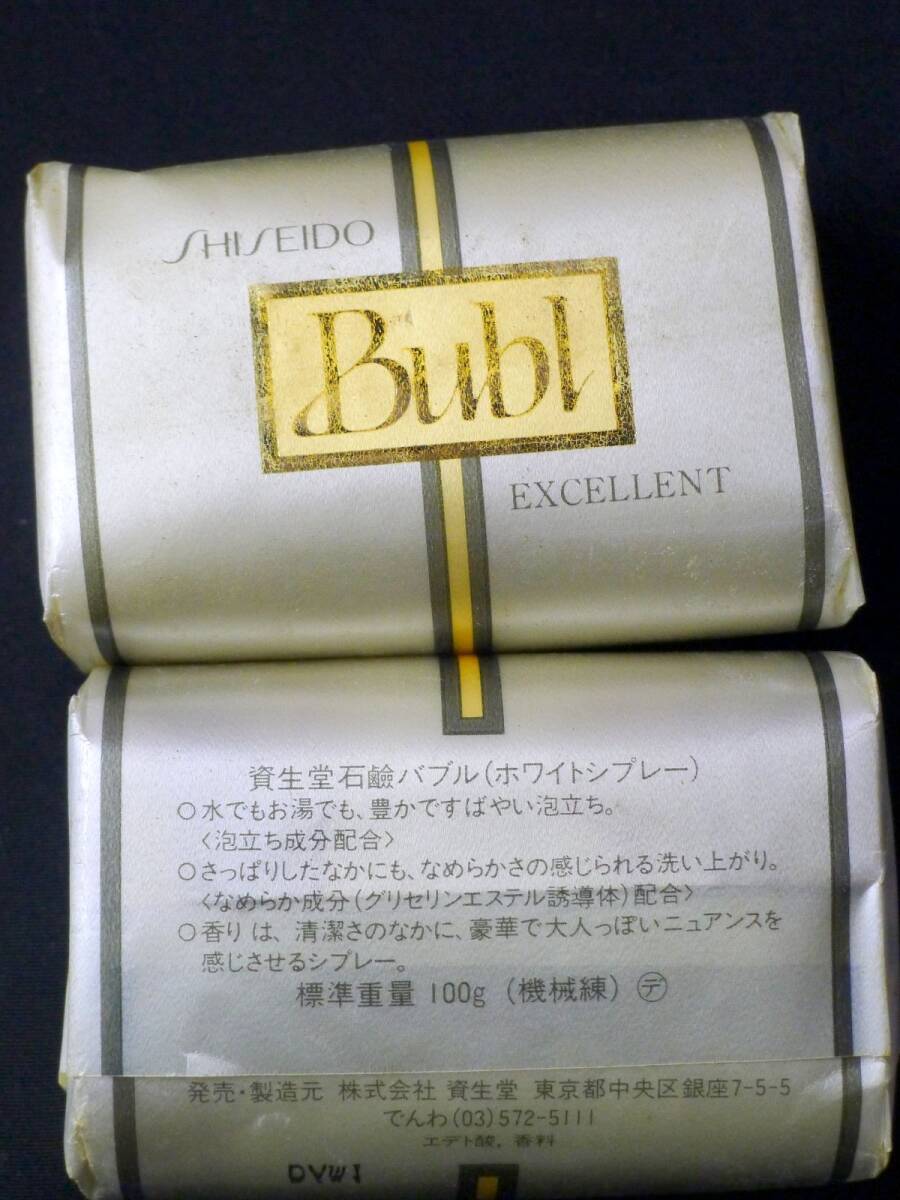 SHISEIDO
Bubl
EXCELLENT
資生堂石鹼バブル(ホワイトシプレー)
○水でもお湯でも、豊かですばやい泡立ち。
〈泡立ち成分配合〉
○さっぱりしたなかにも、なめらかさの感じられる洗い上がり。
〈なめらか成分(グリセリンエステル誘導体)配合〉
○香りは、清潔さのなかに、豪華で大人っぽいニュアンスを
感じさせるシプレー。
標準重量 100g (機械練) ㋢
発売・製造元 株式会社 資生堂 東京都中央区銀座7-5-5
でんわ(03)572-5111
エデト酸、香料